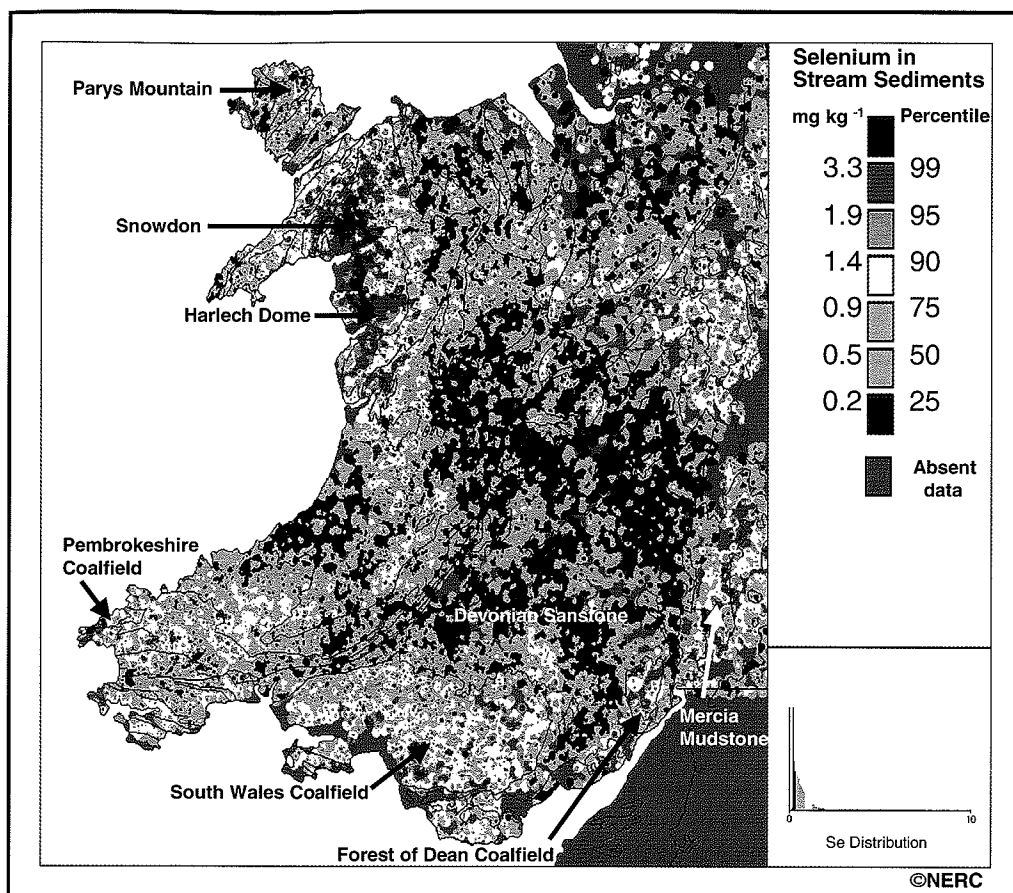 Parys Mountain
Snowdon
Harlech Dome
Pembrokeshire
Coalfield
Devonian Sanstone
South Wales Coalfield
Forest of Dean Coalfield
Mercia
Mudstone
Selenium in
Stream Sediments
mg kg -1 Percentile
3.3 99
1.9 95
1.4 90
0.9 75
0.5 50
0.2 25
Absent
data
0 10
Se Distribution
©NERC